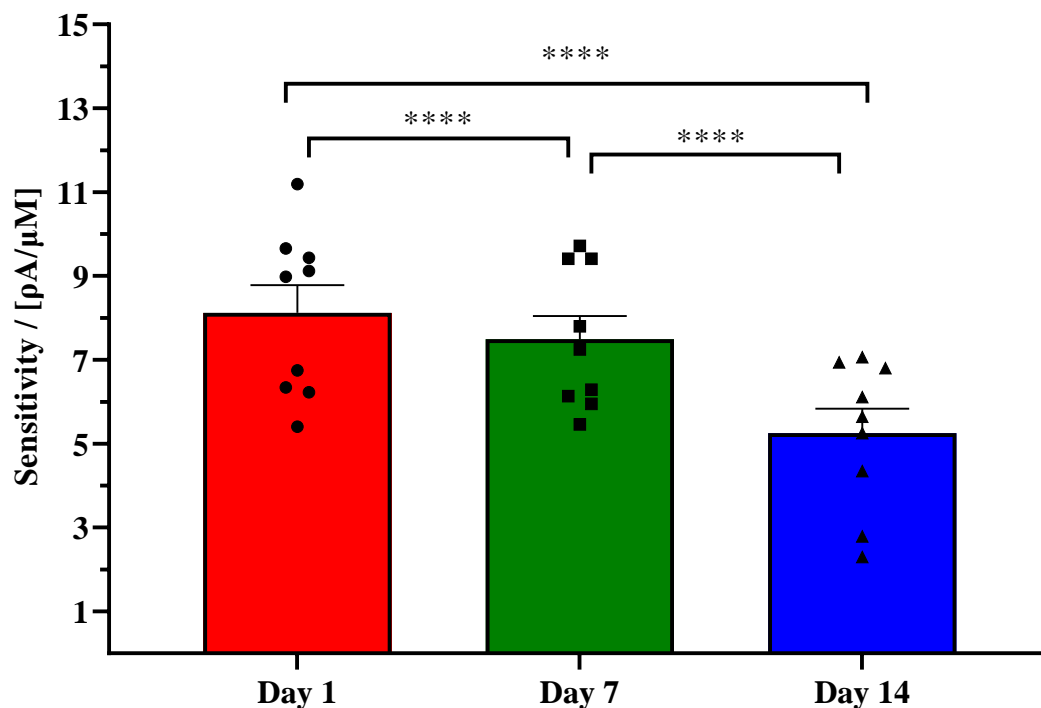 15
****
13
****
****
11
9
7
5
3
1
Sensitivity / [ρA/μM]
Day 1
Day 7
Day 14